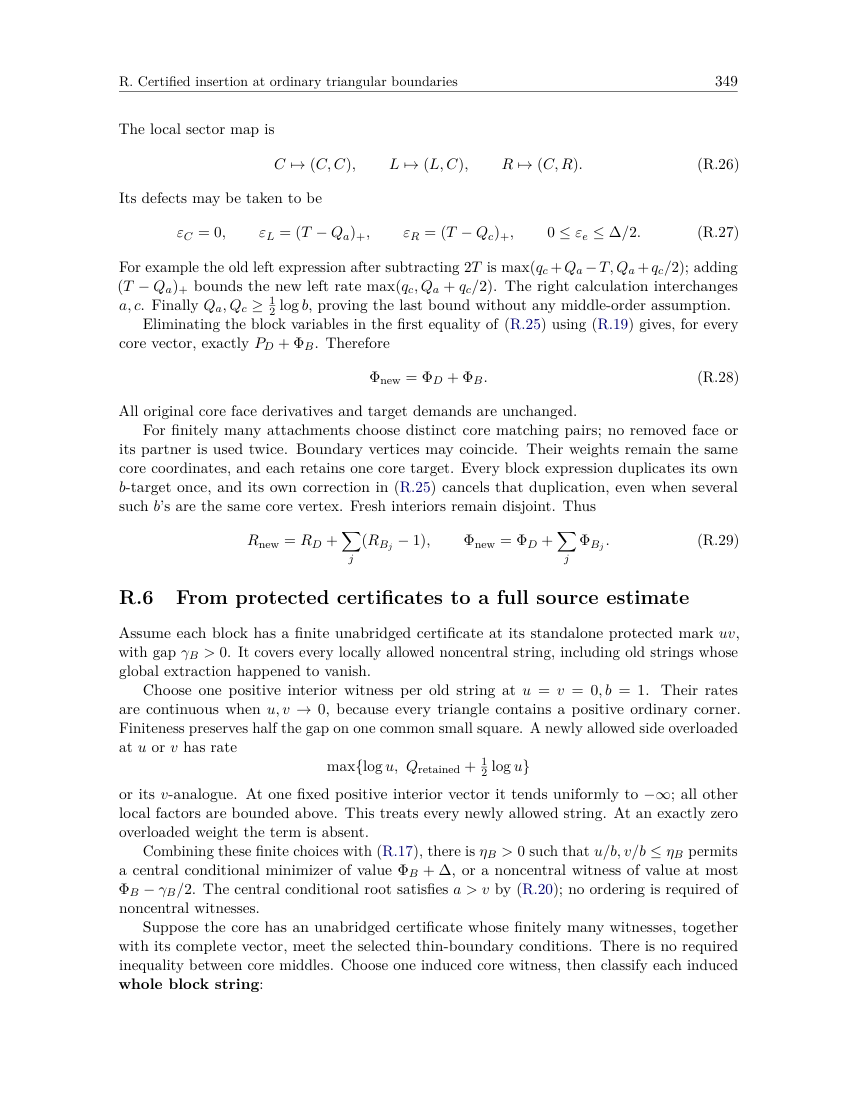 R. Certified insertion at ordinary triangular boundaries 349
The local sector map is
C ↦ (C, C), L ↦ (L, C), R ↦ (C, R). (R.26)
Its defects may be taken to be
ε_C = 0, ε_L = (T − Q_a)_+, ε_R = (T − Q_c)_+, 0 ≤ ε_e ≤ Δ/2. (R.27)
For example the old left expression after subtracting 2T is max(q_c + Q_a − T, Q_a + q_c/2); adding
(T − Q_a)_+ bounds the new left rate max(q_c, Q_a + q_c/2). The right calculation interchanges
a, c. Finally Q_a, Q_c ≥ ½ log b, proving the last bound without any middle-order assumption.
Eliminating the block variables in the first equality of (R.25) using (R.19) gives, for every
core vector, exactly P_D + Φ_B. Therefore
Φ_new = Φ_D + Φ_B. (R.28)
All original core face derivatives and target demands are unchanged.
For finitely many attachments choose distinct core matching pairs; no removed face or
its partner is used twice. Boundary vertices may coincide. Their weights remain the same
core coordinates, and each retains one core target. Every block expression duplicates its own
b-target once, and its own correction in (R.25) cancels that duplication, even when several
such b's are the same core vertex. Fresh interiors remain disjoint. Thus
R_new = R_D + ∑_j (R_{B_j} − 1), Φ_new = Φ_D + ∑_j Φ_{B_j}. (R.29)
R.6 From protected certificates to a full source estimate
Assume each block has a finite unabridged certificate at its standalone protected mark uv,
with gap γ_B > 0. It covers every locally allowed noncentral string, including old strings whose
global extraction happened to vanish.
Choose one positive interior witness per old string at u = v = 0, b = 1. Their rates
are continuous when u, v → 0, because every triangle contains a positive ordinary corner.
Finiteness preserves half the gap on one common small square. A newly allowed side overloaded
at u or v has rate
max{log u, Q_retained + ½ log u}
or its v-analogue. At one fixed positive interior vector it tends uniformly to −∞; all other
local factors are bounded above. This treats every newly allowed string. At an exactly zero
overloaded weight the term is absent.
Combining these finite choices with (R.17), there is η_B > 0 such that u/b, v/b ≤ η_B permits
a central conditional minimizer of value Φ_B + Δ, or a noncentral witness of value at most
Φ_B − γ_B/2. The central conditional root satisfies a > v by (R.20); no ordering is required of
noncentral witnesses.
Suppose the core has an unabridged certificate whose finitely many witnesses, together
with its complete vector, meet the selected thin-boundary conditions. There is no required
inequality between core middles. Choose one induced core witness, then classify each induced
whole block string: